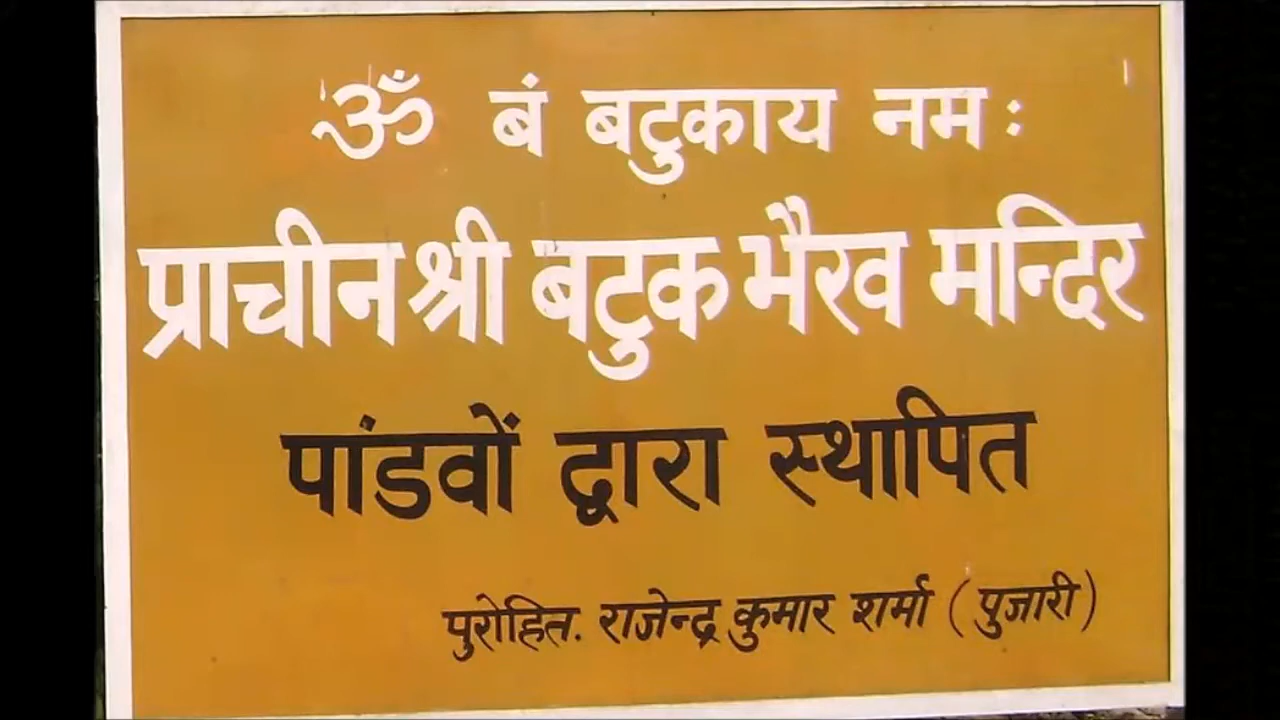 ॐ बं बटुकाय नमः
प्राचीन श्री बटुक भैरव मन्दिर
पांडवों द्वारा स्थापित
पुरोहित. राजेन्द्र कुमार शर्मा (पुजारी)